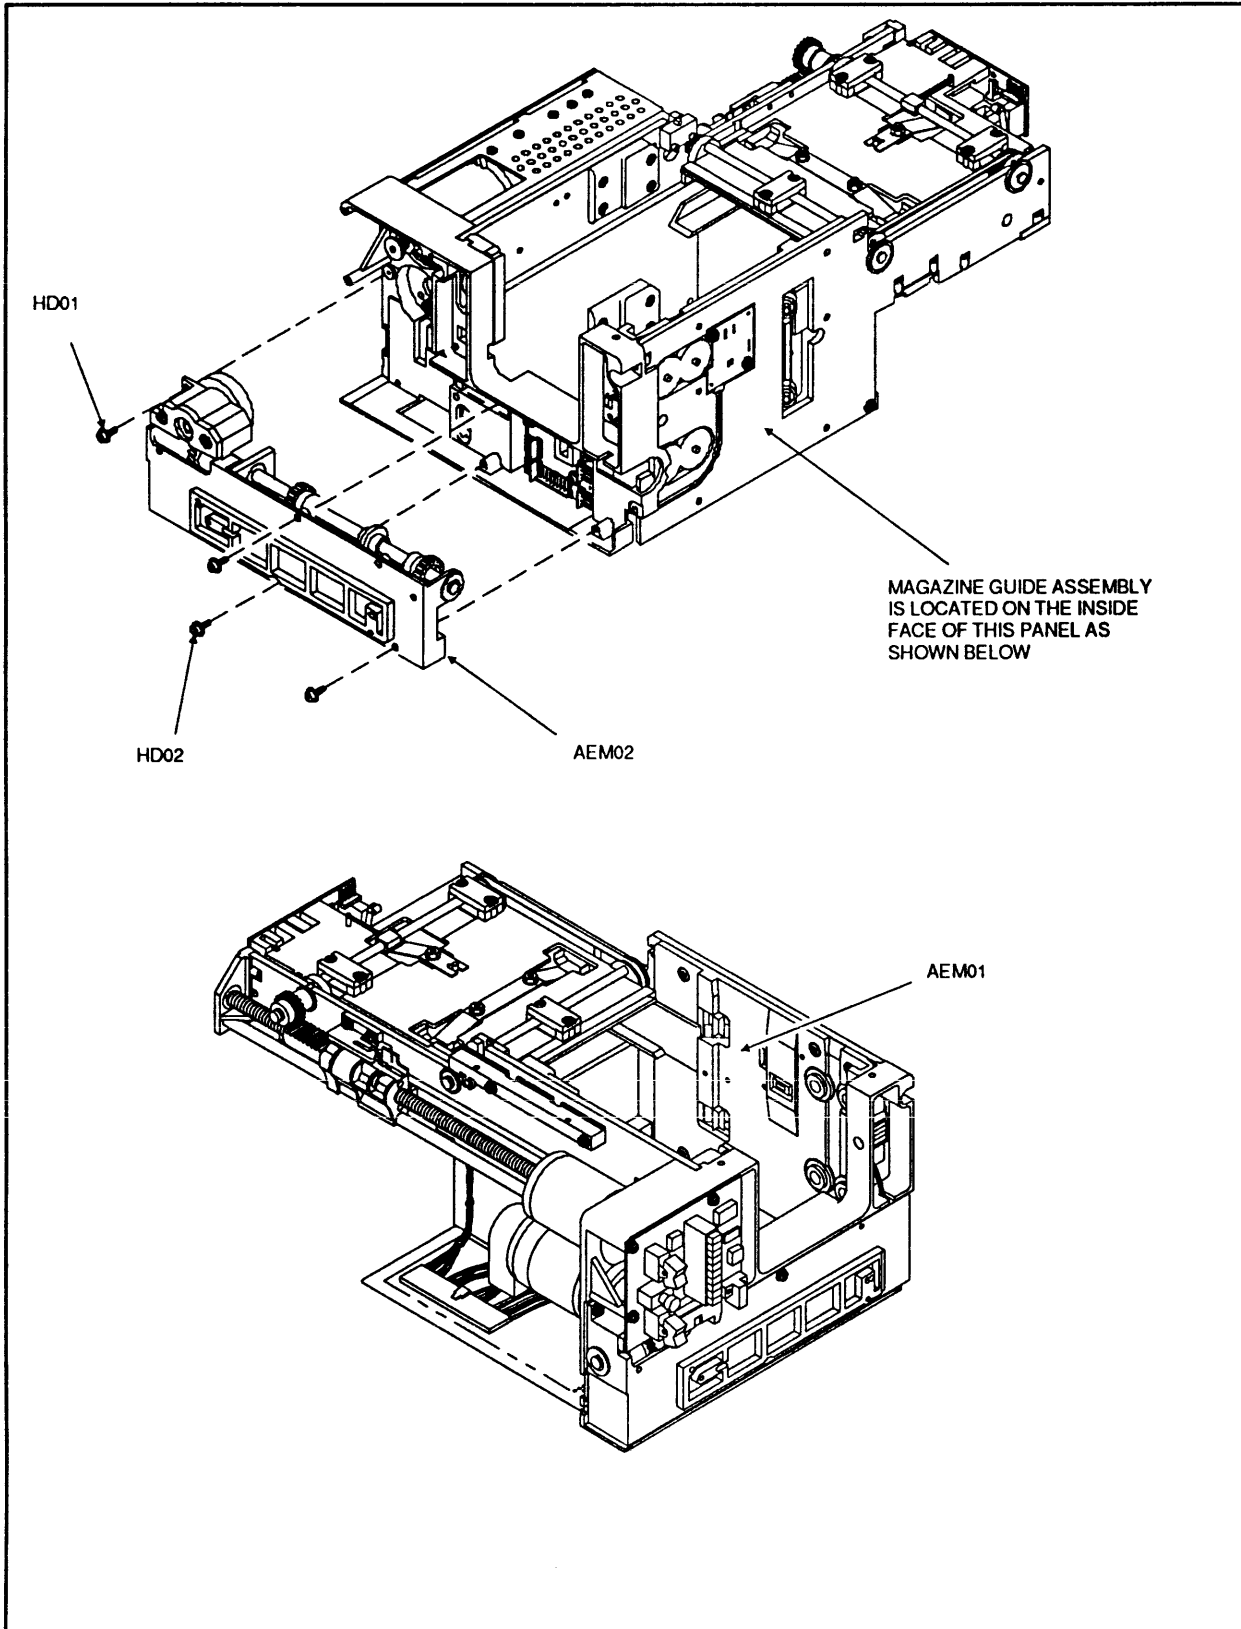 HD01
MAGAZINE GUIDE ASSEMBLY
IS LOCATED ON THE INSIDE
FACE OF THIS PANEL AS
SHOWN BELOW
HD02
AEM02
AEM01